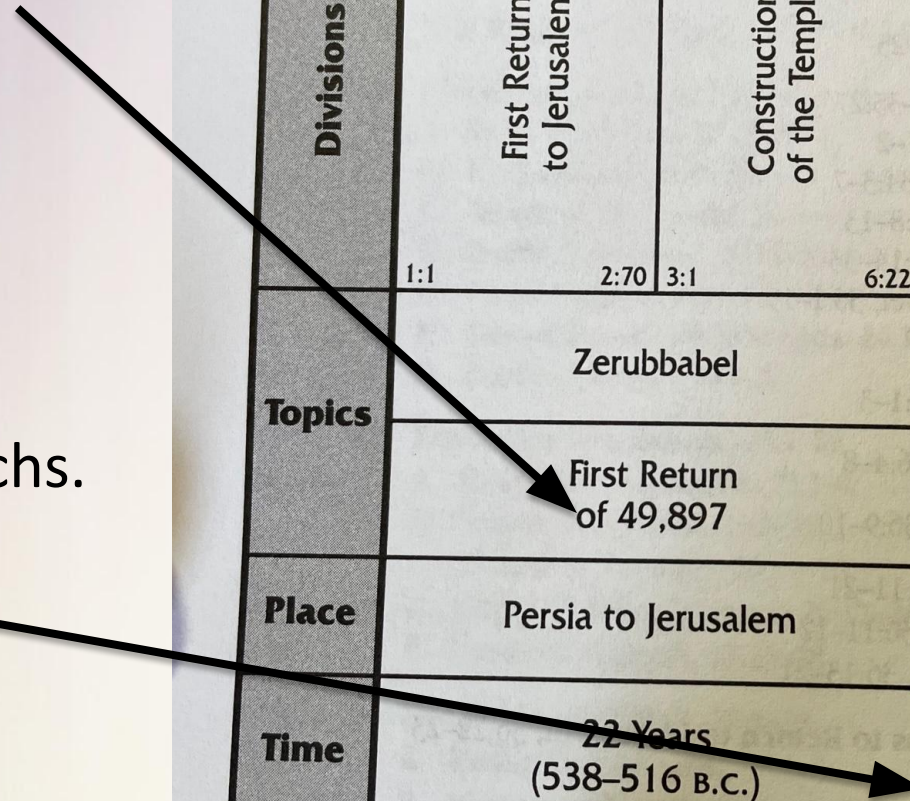 Divisions
First Return
to Jerusalem
Construction
of the Templ
1:1
2:70
3:1
6:22
Topics
Zerubbabel
First Return
of 49,897
chs.
Place
Persia to Jerusalem
Time
22 Years
(538–516 B.C.)